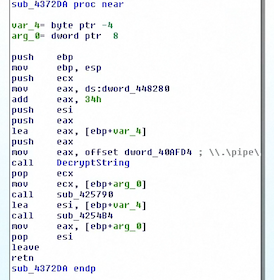 sub_4372DA proc near
var_4= byte ptr -4
arg_0= dword ptr  8
push    ebp
mov     ebp, esp
push    ecx
mov     eax, ds:dword_448280
add     eax, 34h
push    esi
push    eax
lea     eax, [ebp+var_4]
push    eax
mov     eax, offset dword_40AFD4 ; \\.\pipe\
call    DecryptString
pop     ecx
mov     ecx, [ebp+arg_0]
call    sub_425790
lea     esi, [ebp+var_4]
call    sub_4254B4
mov     eax, [ebp+arg_0]
pop     esi
leave
retn
sub_4372DA endp